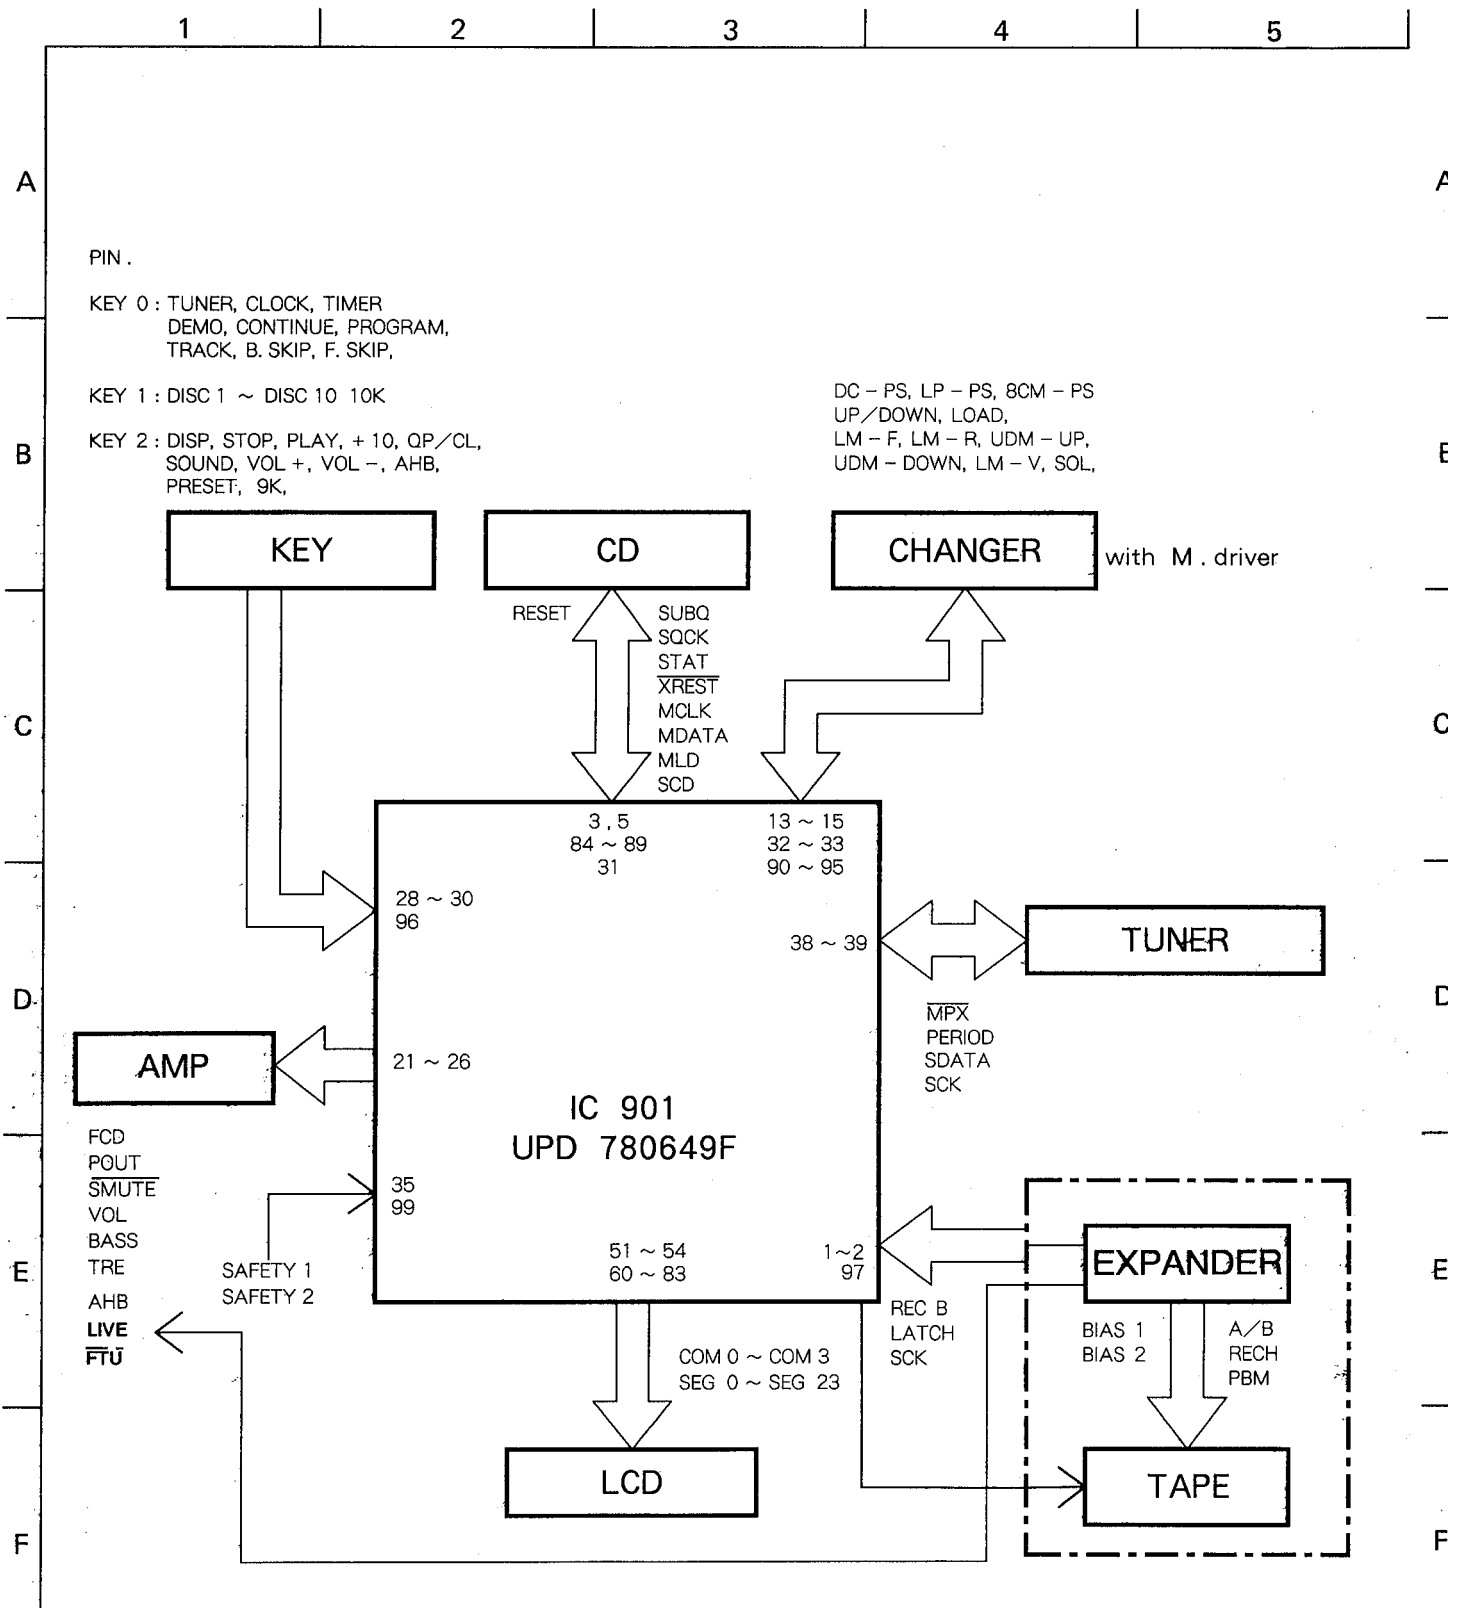 1 2 3 4 5
A A
PIN .
KEY 0 : TUNER, CLOCK, TIMER
DEMO, CONTINUE, PROGRAM,
TRACK, B. SKIP, F. SKIP,
KEY 1 : DISC 1 ~ DISC 10 10K
KEY 2 : DISP, STOP, PLAY, + 10, QP/CL,
SOUND, VOL +, VOL -, AHB,
PRESET, 9K,
DC - PS, LP - PS, 8CM - PS
UP/DOWN, LOAD,
LM - F, LM - R, UDM - UP,
UDM - DOWN, LM - V, SOL,
B
KEY
CD
CHANGER
with M . driver
RESET
SUBQ
SQCK
STAT
X̅R̅E̅S̅T̅
MCLK
MDATA
MLD
SCD
C C
3 , 5
84 ~ 89
31
13 ~ 15
32 ~ 33
90 ~ 95
28 ~ 30
96
38 ~ 39
TUNER
M̅P̅X̅
PERIOD
SDATA
SCK
D D
AMP
21 ~ 26
IC 901
UPD 780649F
FCD
POUT
S̅M̅U̅T̅E̅
VOL
BASS
TRE
AHB
LIVE
F̅T̅U̅
35
99
SAFETY 1
SAFETY 2
51 ~ 54
60 ~ 83
1~2
97
E E
EXPANDER
REC B
LATCH
SCK
BIAS 1
BIAS 2
A/B
RECH
PBM
COM 0 ~ COM 3
SEG 0 ~ SEG 23
LCD
TAPE
F F